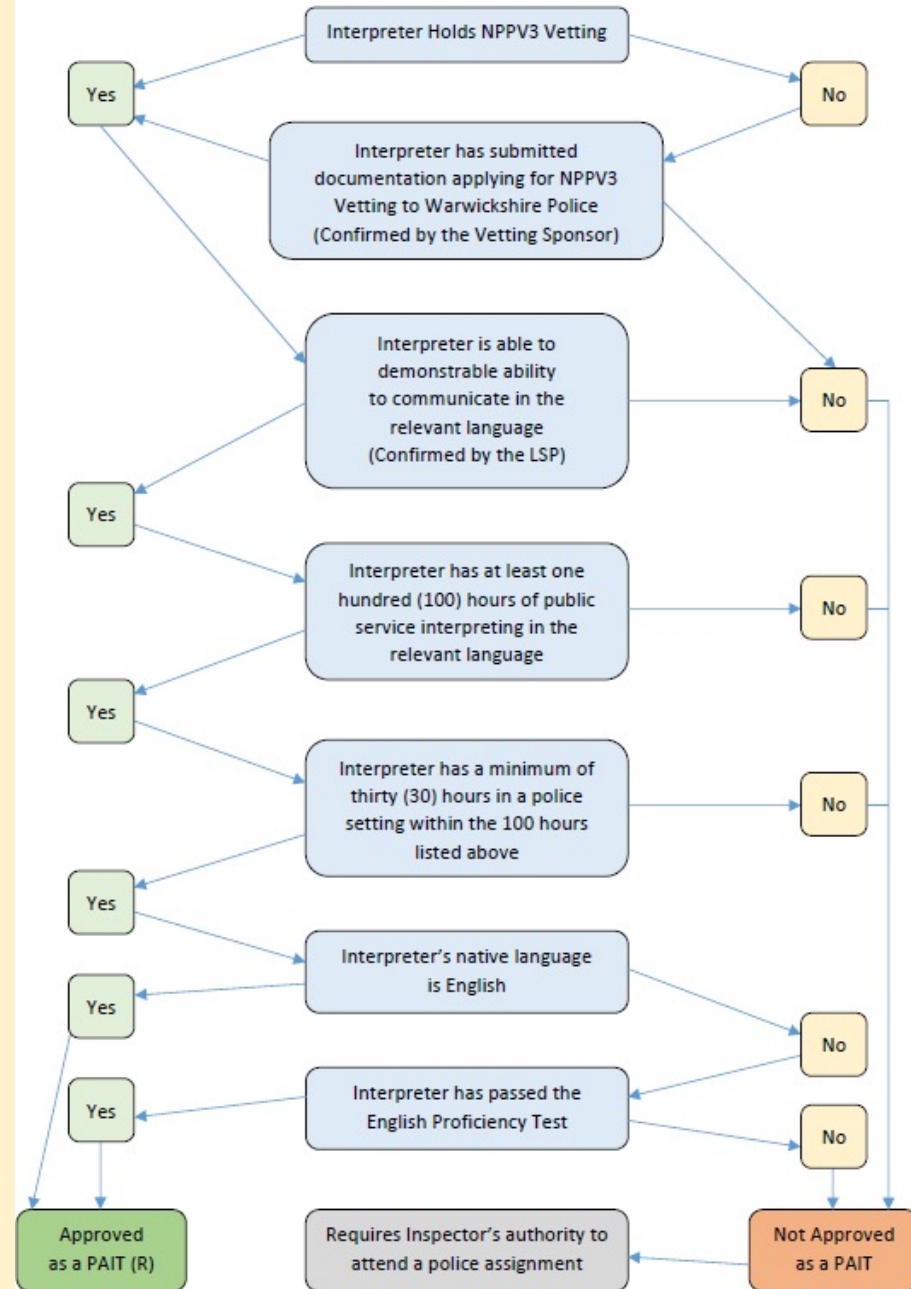 Interpreter Holds NPPV3 Vetting
Yes
No
Interpreter has submitted
documentation applying for NPPV3
Vetting to Warwickshire Police
(Confirmed by the Vetting Sponsor)
Interpreter is able to
demonstrable ability
to communicate in the
relevant language
(Confirmed by the LSP)
No
Yes
Interpreter has at least one
hundred (100) hours of public
service interpreting in the
relevant language
No
Yes
Interpreter has a minimum of
thirty (30) hours in a police
setting within the 100 hours
listed above
No
Yes
Interpreter's native language
is English
Yes
No
Interpreter has passed the
English Proficiency Test
Yes
No
Approved
as a PAIT (R)
Requires Inspector's authority to
attend a police assignment
Not Approved
as a PAIT